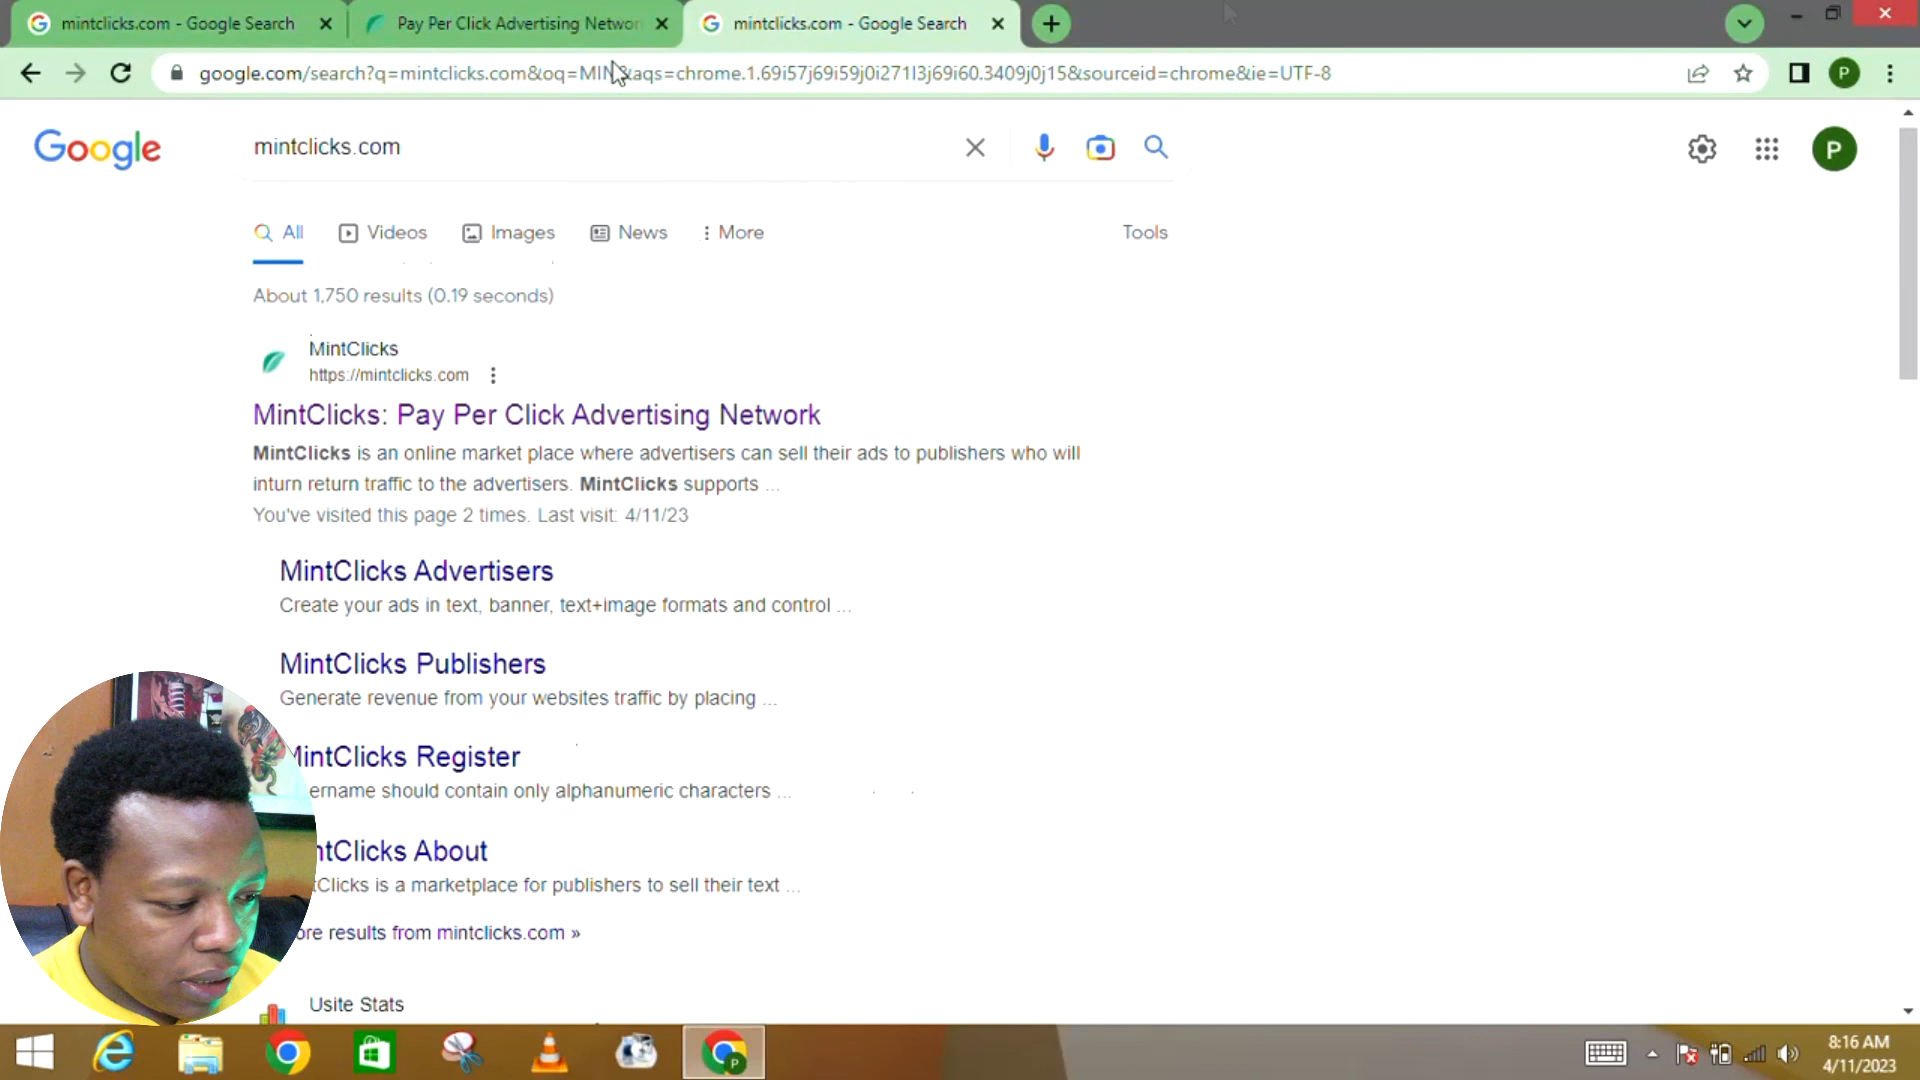 mintclicks.com - Google Search
Pay Per Click Advertising Networ
mintclicks.com - Google Search
google.com/search?q=mintclicks.com&oq=MIN &aqs=chrome.1.69i57j69i59j0i271l3j69i60.3409j0j15&sourceid=chrome&ie=UTF-8
P
Google
mintclicks.com
P
All
Videos
Images
News
More
Tools
About 1,750 results (0.19 seconds)
MintClicks
https://mintclicks.com
MintClicks: Pay Per Click Advertising Network
MintClicks is an online market place where advertisers can sell their ads to publishers who will
inturn return traffic to the advertisers. MintClicks supports ...
You've visited this page 2 times. Last visit: 4/11/23
MintClicks Advertisers
Create your ads in text, banner, text+image formats and control ...
MintClicks Publishers
Generate revenue from your websites traffic by placing ...
intClicks Register
ername should contain only alphanumeric characters ...
ntClicks About
tClicks is a marketplace for publishers to sell their text ...
ore results from mintclicks.com »
Usite Stats
P
8:16 AM
4/11/2023